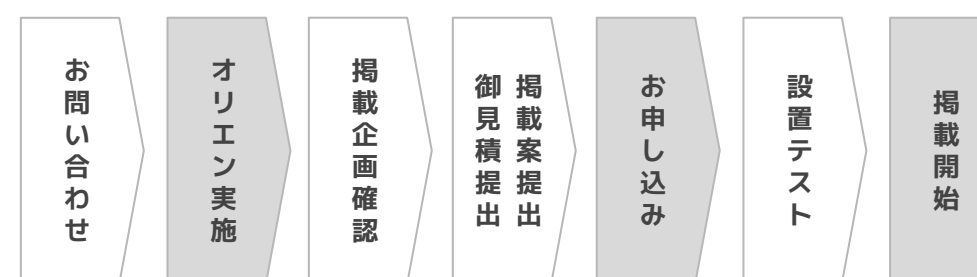 お問い合わせ
オリエン実施
掲載企画確認
掲載案提出
御見積提出
お申し込み
設置テスト
掲載開始